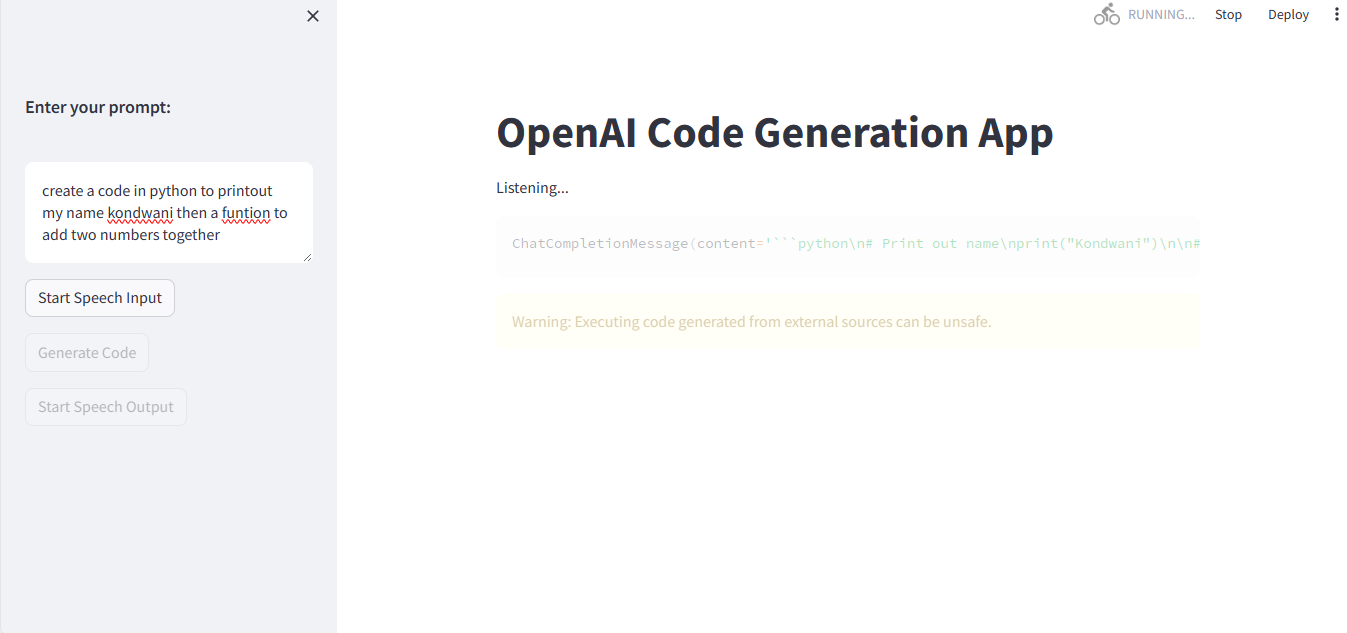 RUNNING...
Stop
Deploy
Enter your prompt:
create a code in python to printout
my name kondwani then a funtion to
add two numbers together
Start Speech Input
Generate Code
Start Speech Output
OpenAI Code Generation App
Listening...
ChatCompletionMessage(content='```python\n# Print out name\nprint("Kondwani")\n\n#
Warning: Executing code generated from external sources can be unsafe.